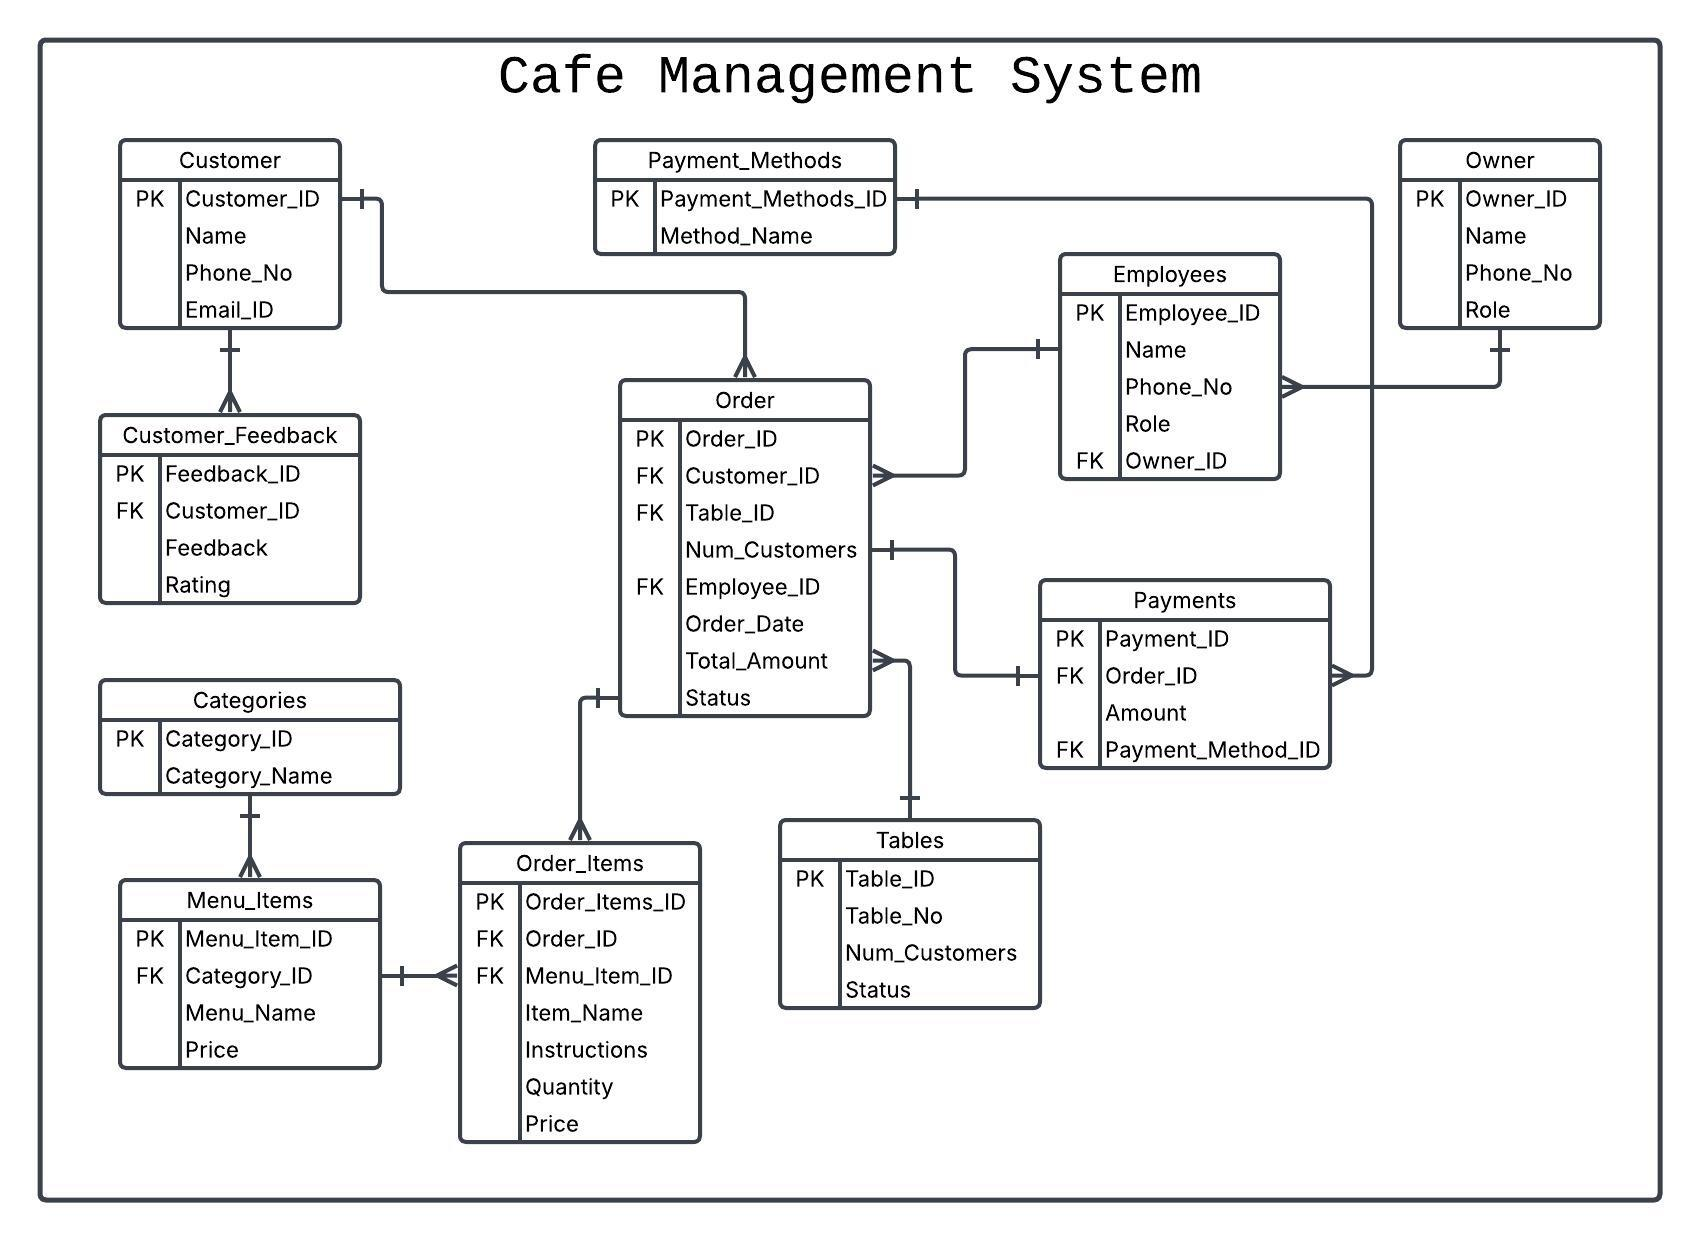 Cafe Management System
Customer
PK Customer_ID
Name
Phone_No
Email_ID
Payment_Methods
PK Payment_Methods_ID
Method_Name
Owner
PK Owner_ID
Name
Phone_No
Role
Employees
PK Employee_ID
Name
Phone_No
Role
FK Owner_ID
Order
PK Order_ID
FK Customer_ID
FK Table_ID
Num_Customers
FK Employee_ID
Order_Date
Total_Amount
Status
Customer_Feedback
PK Feedback_ID
FK Customer_ID
Feedback
Rating
Payments
PK Payment_ID
FK Order_ID
Amount
FK Payment_Method_ID
Categories
PK Category_ID
Category_Name
Menu_Items
PK Menu_Item_ID
FK Category_ID
Menu_Name
Price
Order_Items
PK Order_Items_ID
FK Order_ID
FK Menu_Item_ID
Item_Name
Instructions
Quantity
Price
Tables
PK Table_ID
Table_No
Num_Customers
Status